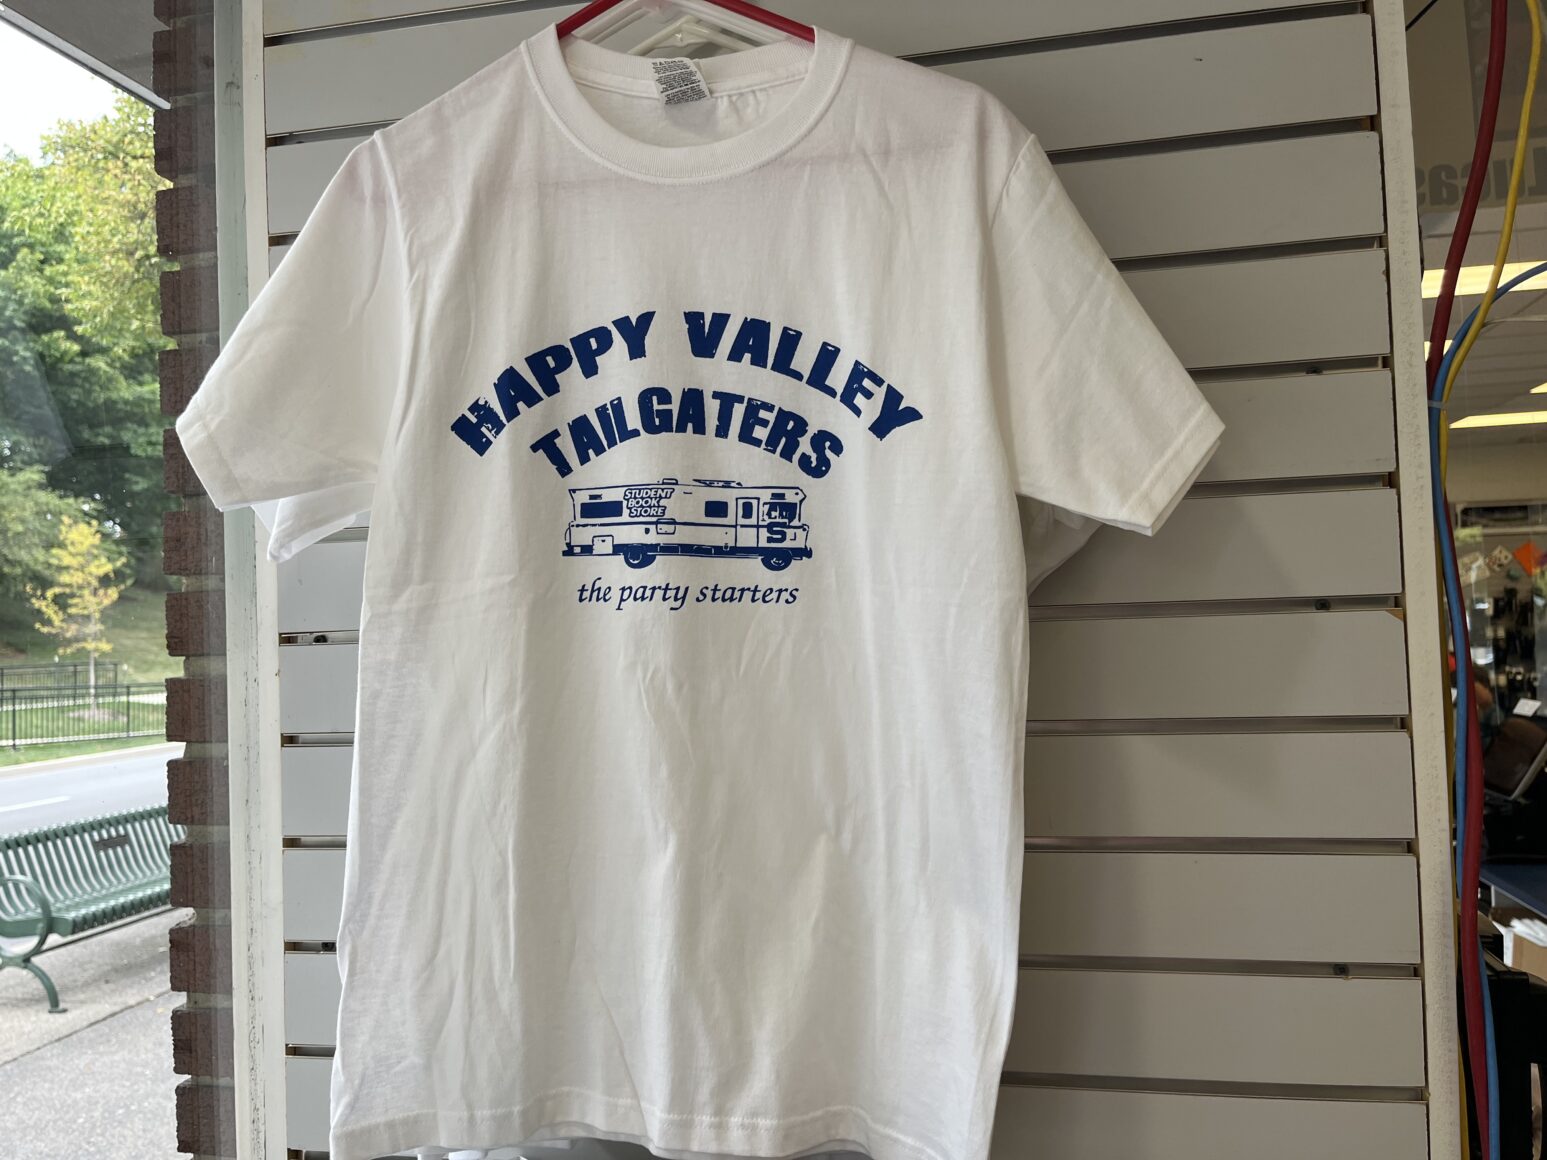 HAPPY VALLEY
TAILGATERS
STUDENT
BOOK
STORE
S
the party starters